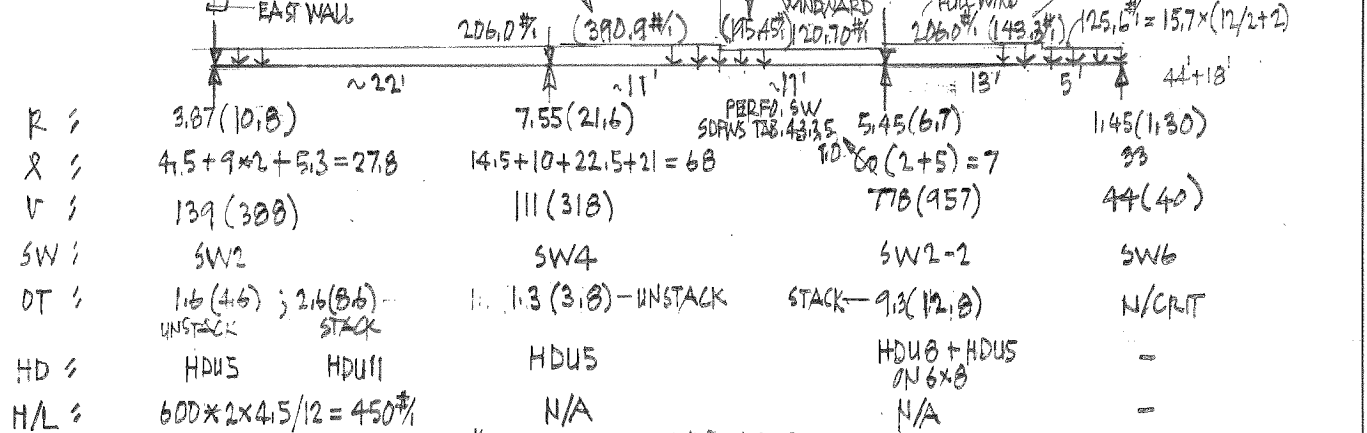 EAST WALL
WINDWARD
206.0#/' (390.9#/') (195.45#/') 120.70#/' 206.0#/' (143.3#/') 125.6#/' = 15.7×(12/2+2)
~22' ~11' ~11' 13' 5' 44'+18'
R : 3.87(10.8) 7.55(21.6) PERFO. SW 5.45(6.7) 1.45(1.30)
SDPWS TAB. 4.3.3.5
l : 4.5+9*2+5.3=27.8 14.5+10+22.5+21=68 Co(2+5)=7 33
V : 139(388) 111(318) 778(957) 44(40)
SW : SW2 SW4 SW2-2 SW6
OT : 1.6(4.6) ; 2.6(8.6) 1.3(3.8)-UNSTACK STACK-9.3(12.8) N/CRIT
UNSTACK STACK
HD : HDU5 HDU11 HDU5 HDU8+HDU5 -
ON 6×8
H/L : 600*2×4.5/12=450#/' N/A N/A -